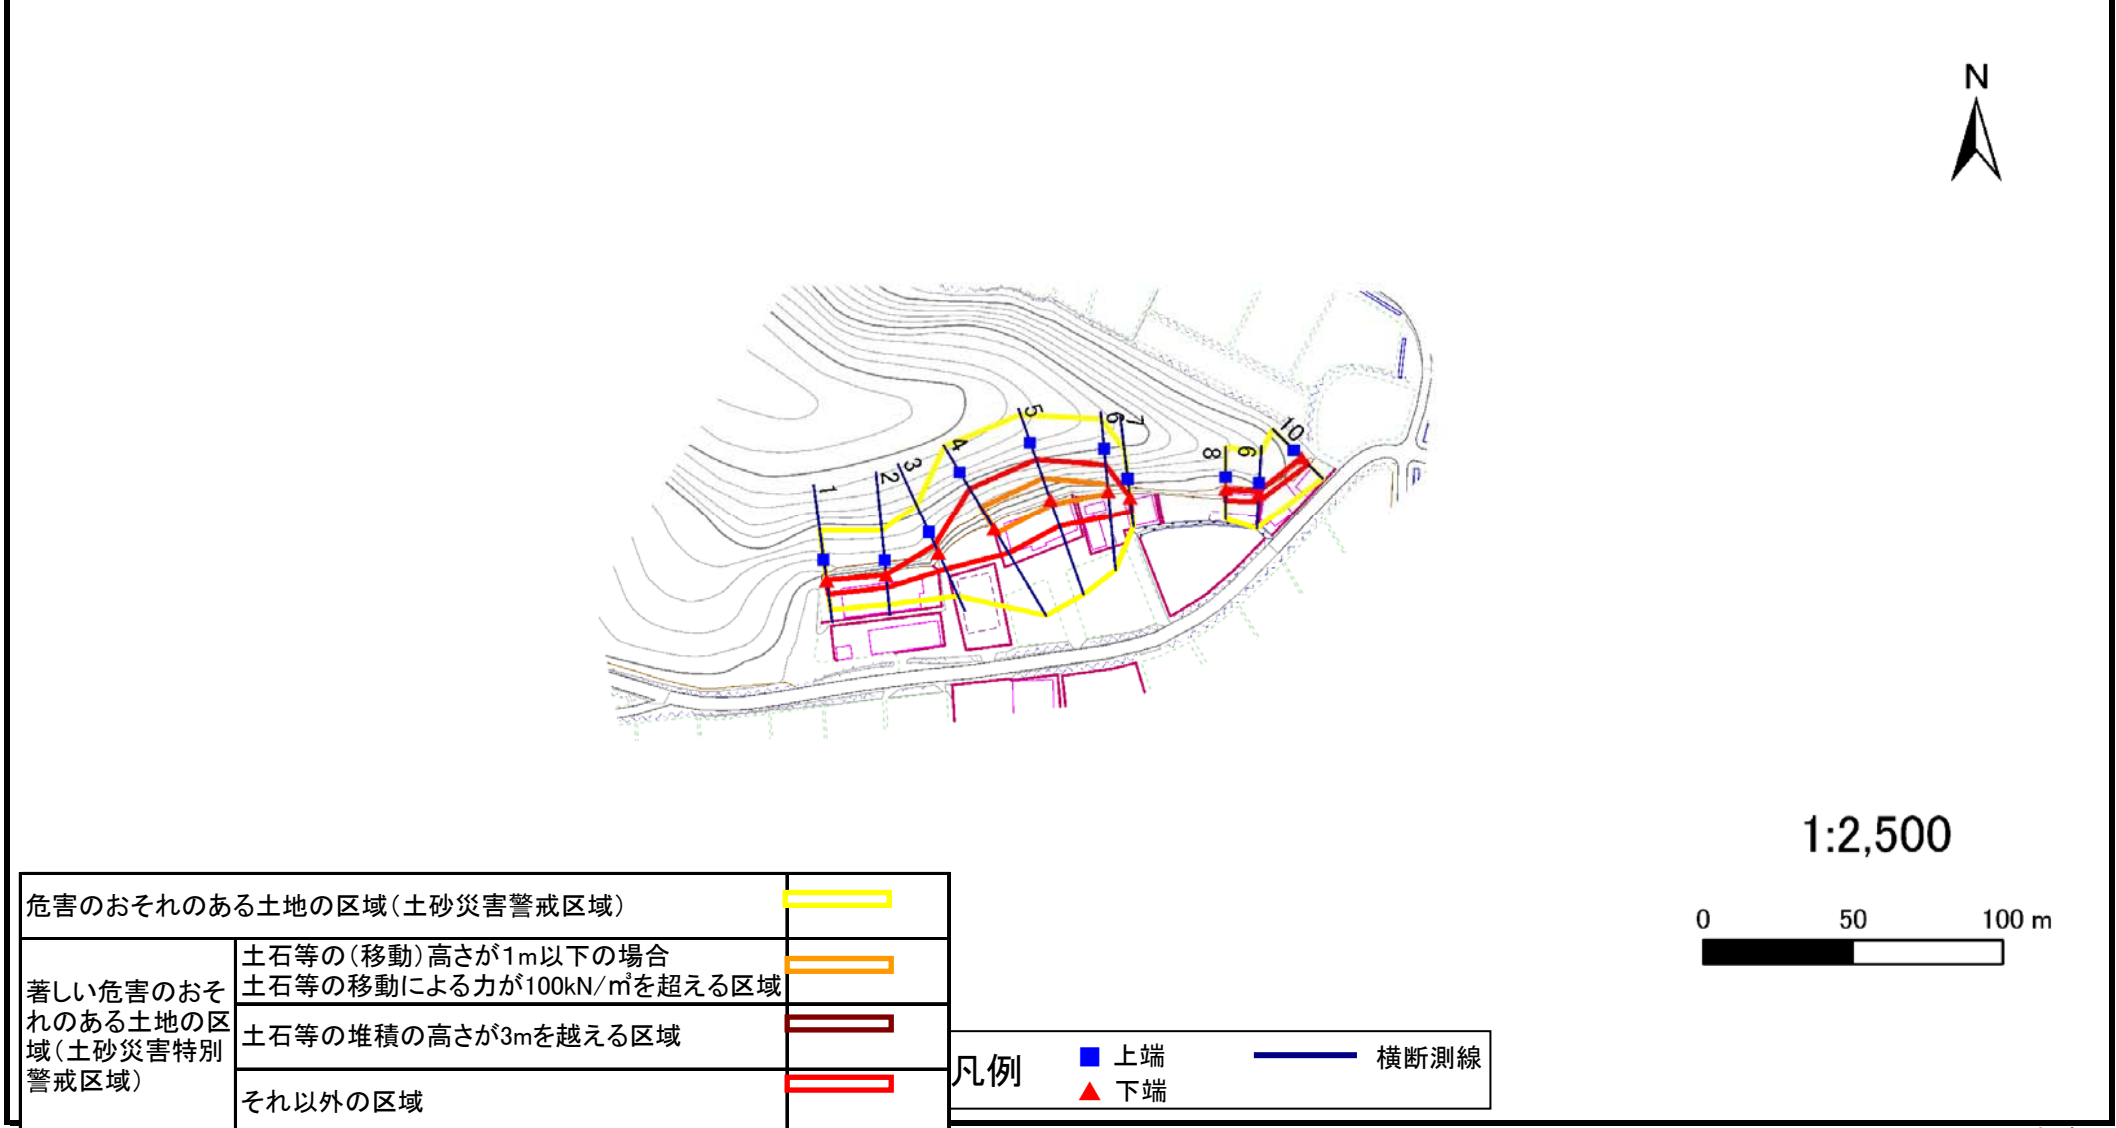 N
5
10
6
7
4
9
8
3
2
1
1:2,500
0 50 100 m
危害のおそれのある土地の区域(土砂災害警戒区域)
著しい危害のおそれのある土地の区域(土砂災害特別警戒区域)
土石等の(移動)高さが1m以下の場合
土石等の移動による力が100kN/㎥を超える区域
土石等の堆積の高さが3mを越える区域
それ以外の区域
凡例
上端
横断測線
下端